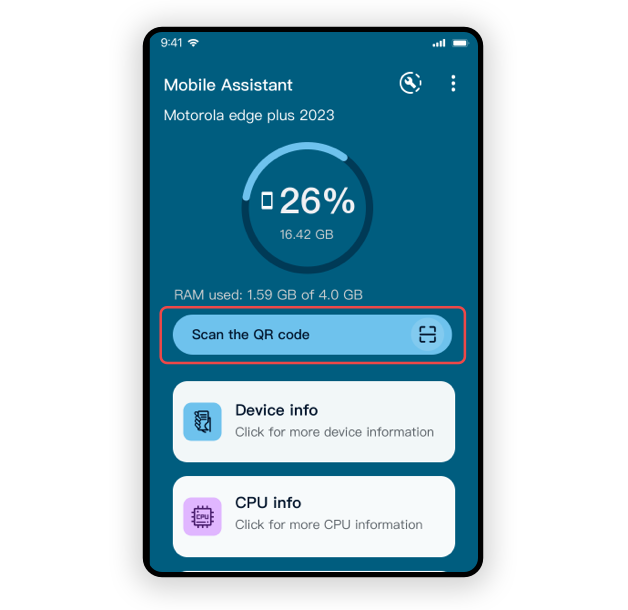 9:41
Mobile Assistant
Motorola edge plus 2023
26%
16.42 GB
RAM used: 1.59 GB of 4.0 GB
Scan the QR code
Device info
Click for more device information
CPU info
CPU
Click for more CPU information